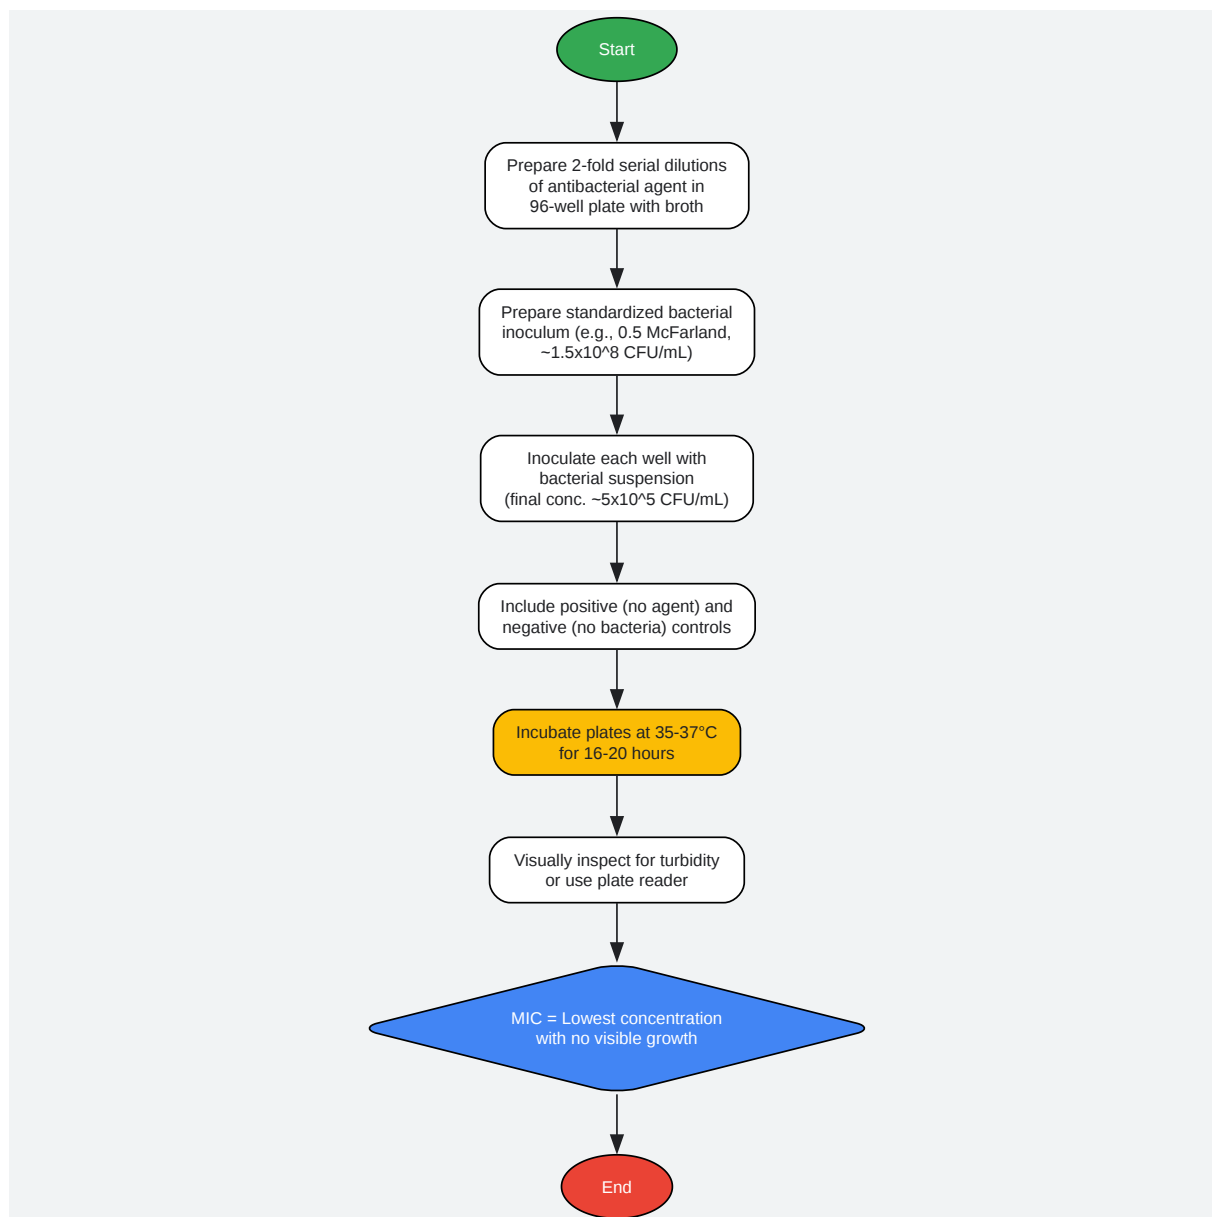 Start
Prepare 2-fold serial dilutions
of antibacterial agent in
96-well plate with broth
Prepare standardized bacterial
inoculum (e.g., 0.5 McFarland,
~1.5x10^8 CFU/mL)
Inoculate each well with
bacterial suspension
(final conc. ~5x10^5 CFU/mL)
Include positive (no agent) and
negative (no bacteria) controls
Incubate plates at 35-37°C
for 16-20 hours
Visually inspect for turbidity
or use plate reader
MIC = Lowest concentration
with no visible growth
End